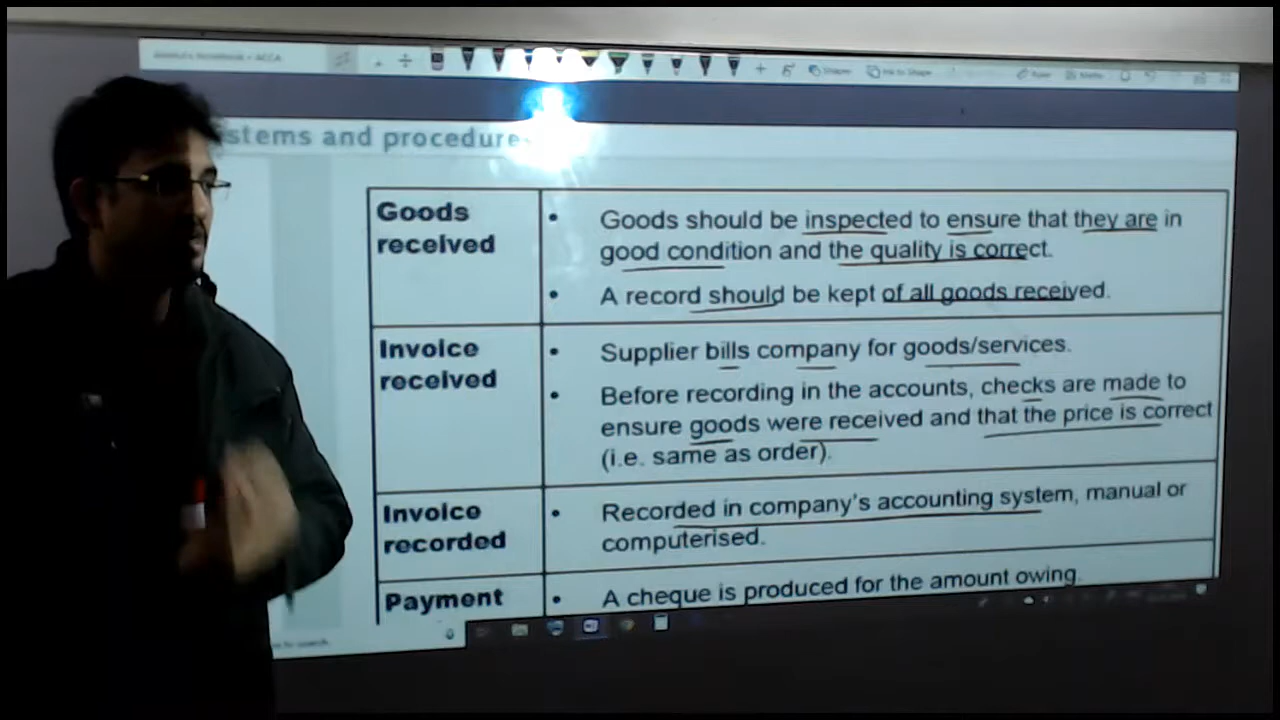 stems and procedure
Goods
received
• Goods should be inspected to ensure that they are in
good condition and the quality is correct.
• A record should be kept of all goods received.
Invoice
received
• Supplier bills company for goods/services.
• Before recording in the accounts, checks are made to
ensure goods were received and that the price is correct
(i.e. same as order).
Invoice
recorded
• Recorded in company's accounting system, manual or
computerised.
Payment
• A cheque is produced for the amount owing.